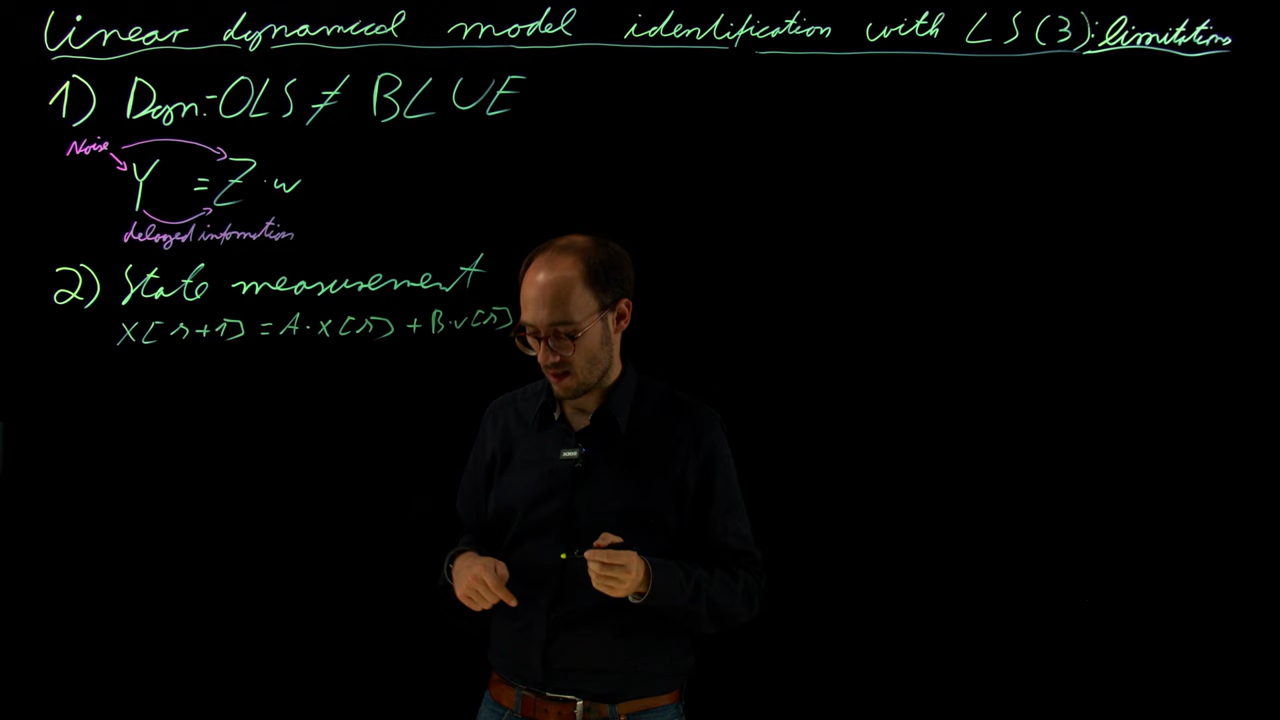 linear dynamical model identification with LS(3): limitations
1) Dyn. OLS ≠ BLUE
Noise
Y = Z · w
delayed information
2) State measurement
X[r+1] = A·X[r] + B·v[r]